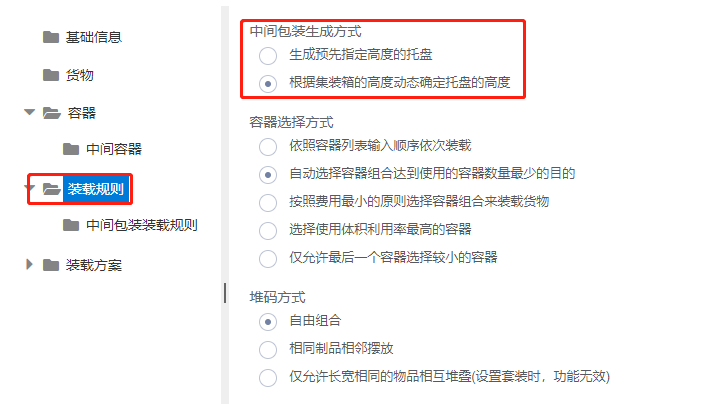 基础信息
货物
容器
中间容器
装载规则
中间包装装载规则
装载方案
中间包装生成方式
生成预先指定高度的托盘
根据集装箱的高度动态确定托盘的高度
容器选择方式
依照容器列表输入顺序依次装载
自动选择容器组合达到使用的容器数量最少的目的
按照费用最小的原则选择容器组合来装载货物
选择使用体积利用率最高的容器
仅允许最后一个容器选择较小的容器
堆码方式
自由组合
相同制品相邻摆放
仅允许长宽相同的物品相互堆叠(设置套装时，功能无效)